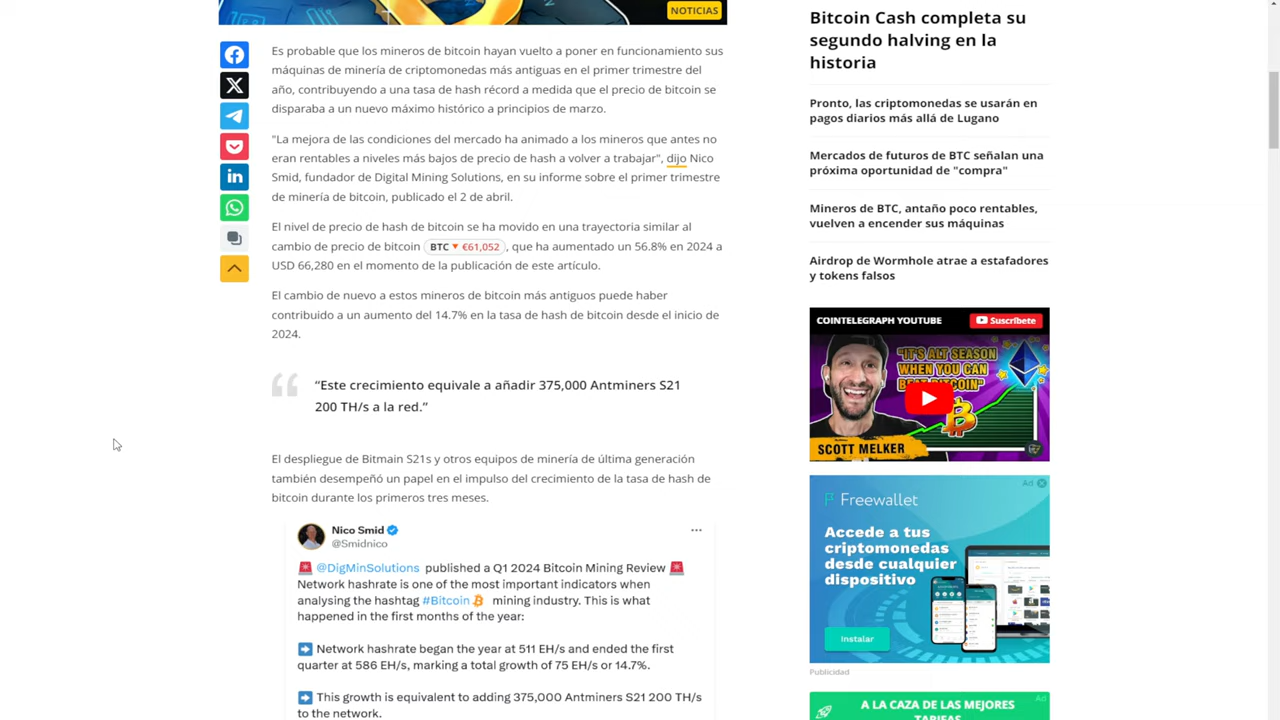 NOTICIAS
Es probable que los mineros de bitcoin hayan vuelto a poner en funcionamiento sus
máquinas de minería de criptomonedas más antiguas en el primer trimestre del
año, contribuyendo a una tasa de hash récord a medida que el precio de bitcoin se
disparaba a un nuevo máximo histórico a principios de marzo.
"La mejora de las condiciones del mercado ha animado a los mineros que antes no
eran rentables a niveles más bajos de precio de hash a volver a trabajar", dijo Nico
Smid, fundador de Digital Mining Solutions, en su informe sobre el primer trimestre
de minería de bitcoin, publicado el 2 de abril.
El nivel de precio de hash de bitcoin se ha movido en una trayectoria similar al
cambio de precio de bitcoin BTC ▼ €61,052 , que ha aumentado un 56.8% en 2024 a
USD 66,280 en el momento de la publicación de este artículo.
El cambio de nuevo a estos mineros de bitcoin más antiguos puede haber
contribuido a un aumento del 14.7% en la tasa de hash de bitcoin desde el inicio de
2024.
“Este crecimiento equivale a añadir 375,000 Antminers S21
200 TH/s a la red.”
El despliegue de Bitmain S21s y otros equipos de minería de última generación
también desempeñó un papel en el impulso del crecimiento de la tasa de hash de
bitcoin durante los primeros tres meses.
Nico Smid
@Smidnico
@DigMinSolutions published a Q1 2024 Bitcoin Mining Review
Network hashrate is one of the most important indicators when
analysing the hashtag #Bitcoin mining industry. This is what
happened in the first months of the year:
Network hashrate began the year at 511 EH/s and ended the first
quarter at 586 EH/s, marking a total growth of 75 EH/s or 14.7%.
This growth is equivalent to adding 375,000 Antminers S21 200 TH/s
to the network.
Bitcoin Cash completa su
segundo halving en la
historia
Pronto, las criptomonedas se usarán en
pagos diarios más allá de Lugano
Mercados de futuros de BTC señalan una
próxima oportunidad de "compra"
Mineros de BTC, antaño poco rentables,
vuelven a encender sus máquinas
Airdrop de Wormhole atrae a estafadores
y tokens falsos
COINTELEGRAPH YOUTUBE Suscríbete
"IT'S ALT SEASON
WHEN YOU CAN
BEAT BITCOIN"
SCOTT MELKER
Ad
Freewallet
Accede a tus
criptomonedas
desde cualquier
dispositivo
Instalar
Publicidad
Ad
A LA CAZA DE LAS MEJORES
TARIFAS